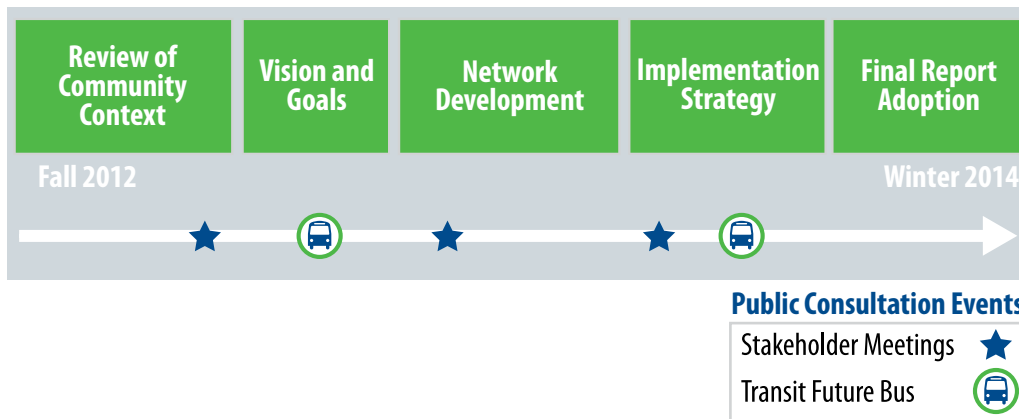 Review of
Community
Context
Vision and
Goals
Network
Development
Implementation
Strategy
Final Report
Adoption
Fall 2012
Winter 2014
Public Consultation Events
Stakeholder Meetings
Transit Future Bus